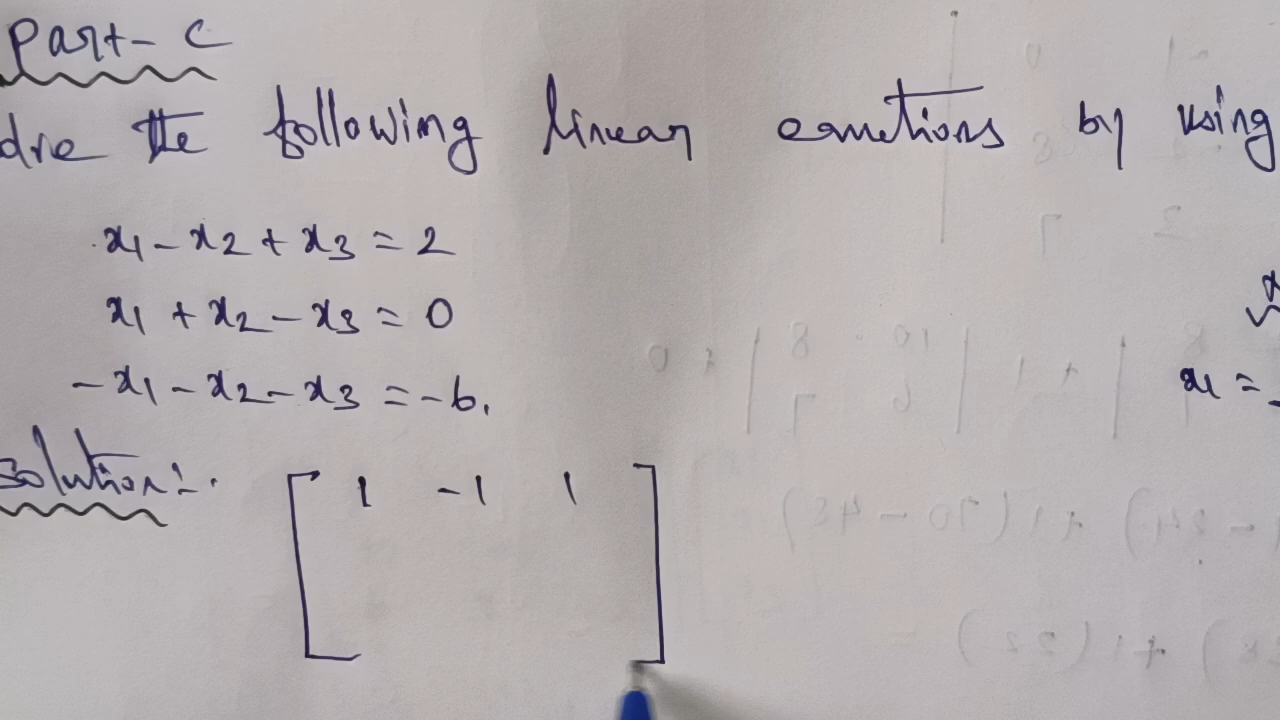 Part- C
the following linear equations by using
x1 - x2 + x3 = 2
x1 + x2 - x3 = 0
-x1 - x2 - x3 = -6.
x1 =
solution:-
1 -1 1